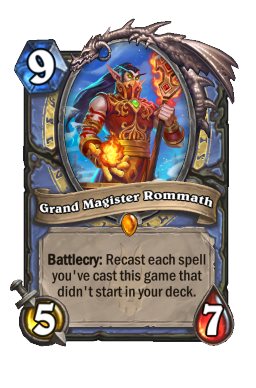 9
Grand Magister Rommath
Battlecry: Recast each spell
you've cast this game that
didn't start in your deck.
5
7